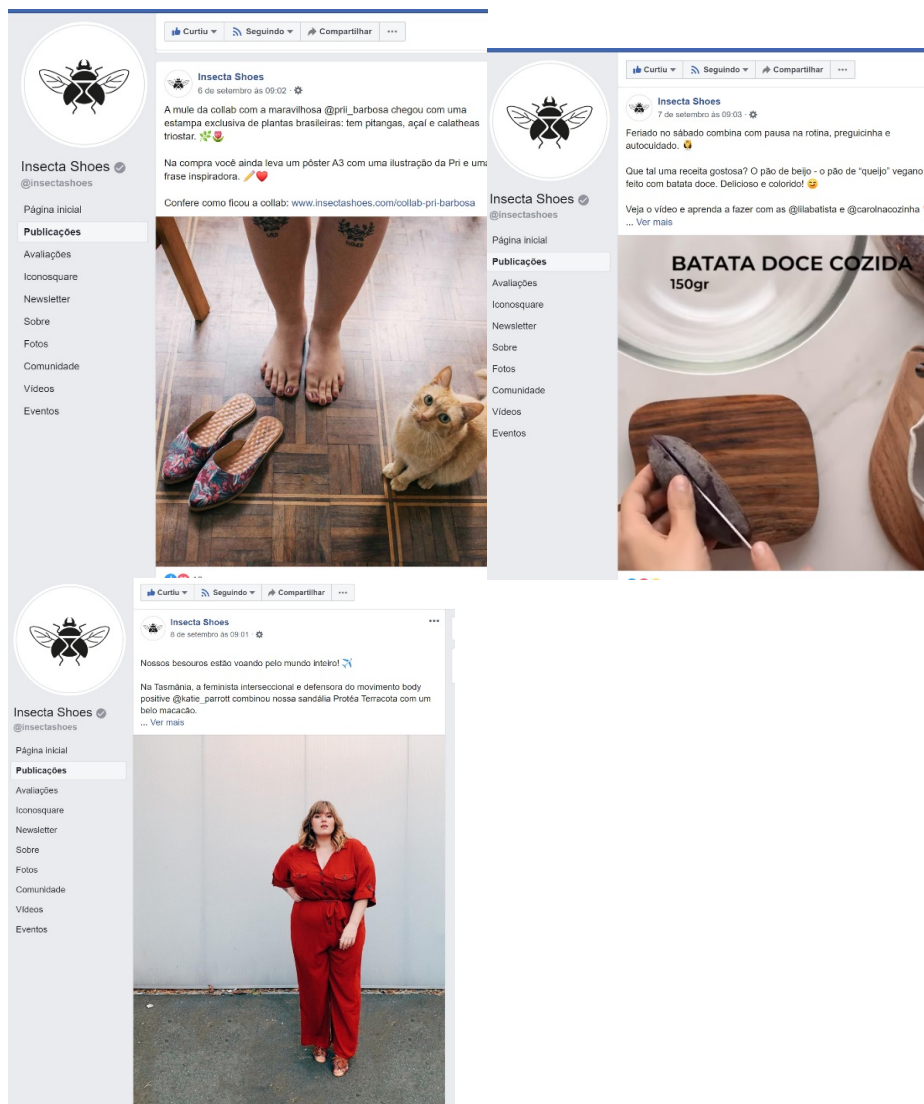 Curtiu
Seguindo
Compartilhar
Insecta Shoes
@insectashoes
Página inicial
Publicações
Avaliações
Iconosquare
Newsletter
Sobre
Fotos
Comunidade
Vídeos
Eventos
Insecta Shoes
6 de setembro às 09:02 ·
A mule da collab com a maravilhosa @prii_barbosa chegou com uma
estampa exclusiva de plantas brasileiras: tem pitangas, açaí e calatheas
triostar. 🌿🌷
Na compra você ainda leva um pôster A3 com uma ilustração da Pri e uma
frase inspiradora. ✏️❤️
Confere como ficou a collab: www.insectashoes.com/collab-pri-barbosa
Curtiu
Seguindo
Compartilhar
Insecta Shoes
@insectashoes
Página inicial
Publicações
Avaliações
Iconosquare
Newsletter
Sobre
Fotos
Comunidade
Vídeos
Eventos
Insecta Shoes
7 de setembro às 09:03 ·
Feriado no sábado combina com pausa na rotina, preguicinha e
autocuidado.
Que tal uma receita gostosa? O pão de beijo - o pão de “queijo” vegano
feito com batata doce. Delicioso e colorido! 😋
Veja o vídeo e aprenda a fazer com as @lilabatista e @carolnacozinha
... Ver mais
BATATA DOCE COZIDA
150gr
Curtiu
Seguindo
Compartilhar
Insecta Shoes
@insectashoes
Página inicial
Publicações
Avaliações
Iconosquare
Newsletter
Sobre
Fotos
Comunidade
Vídeos
Eventos
Insecta Shoes
8 de setembro às 09:01 ·
Nossos besouros estão voando pelo mundo inteiro! ✈️
Na Tasmânia, a feminista interseccional e defensora do movimento body
positive @katie_parrott combinou nossa sandália Protéa Terracota com um
belo macacão.
... Ver mais